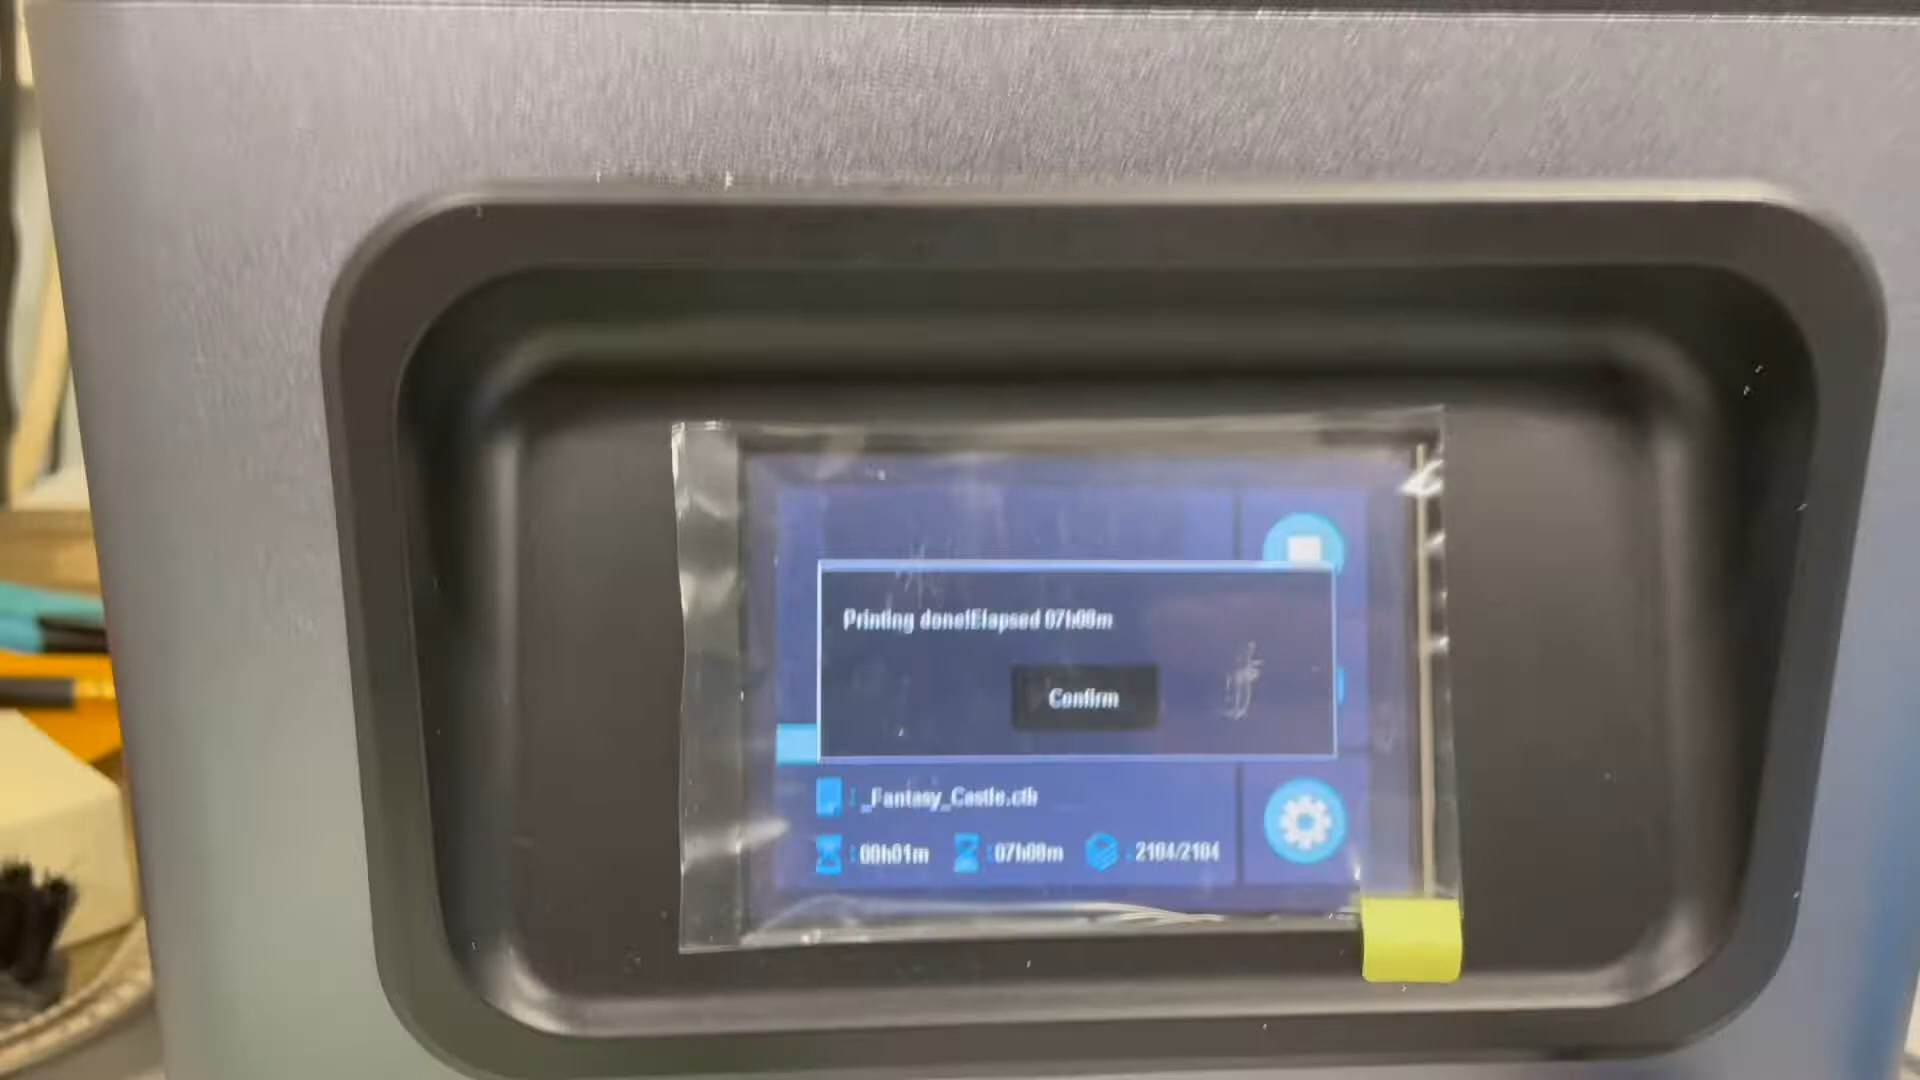 Printing done!Elapsed 07h08m
Confirm
: _Fantasy_Castle.ctb
: 00h01m : 07h08m : 2104/2104